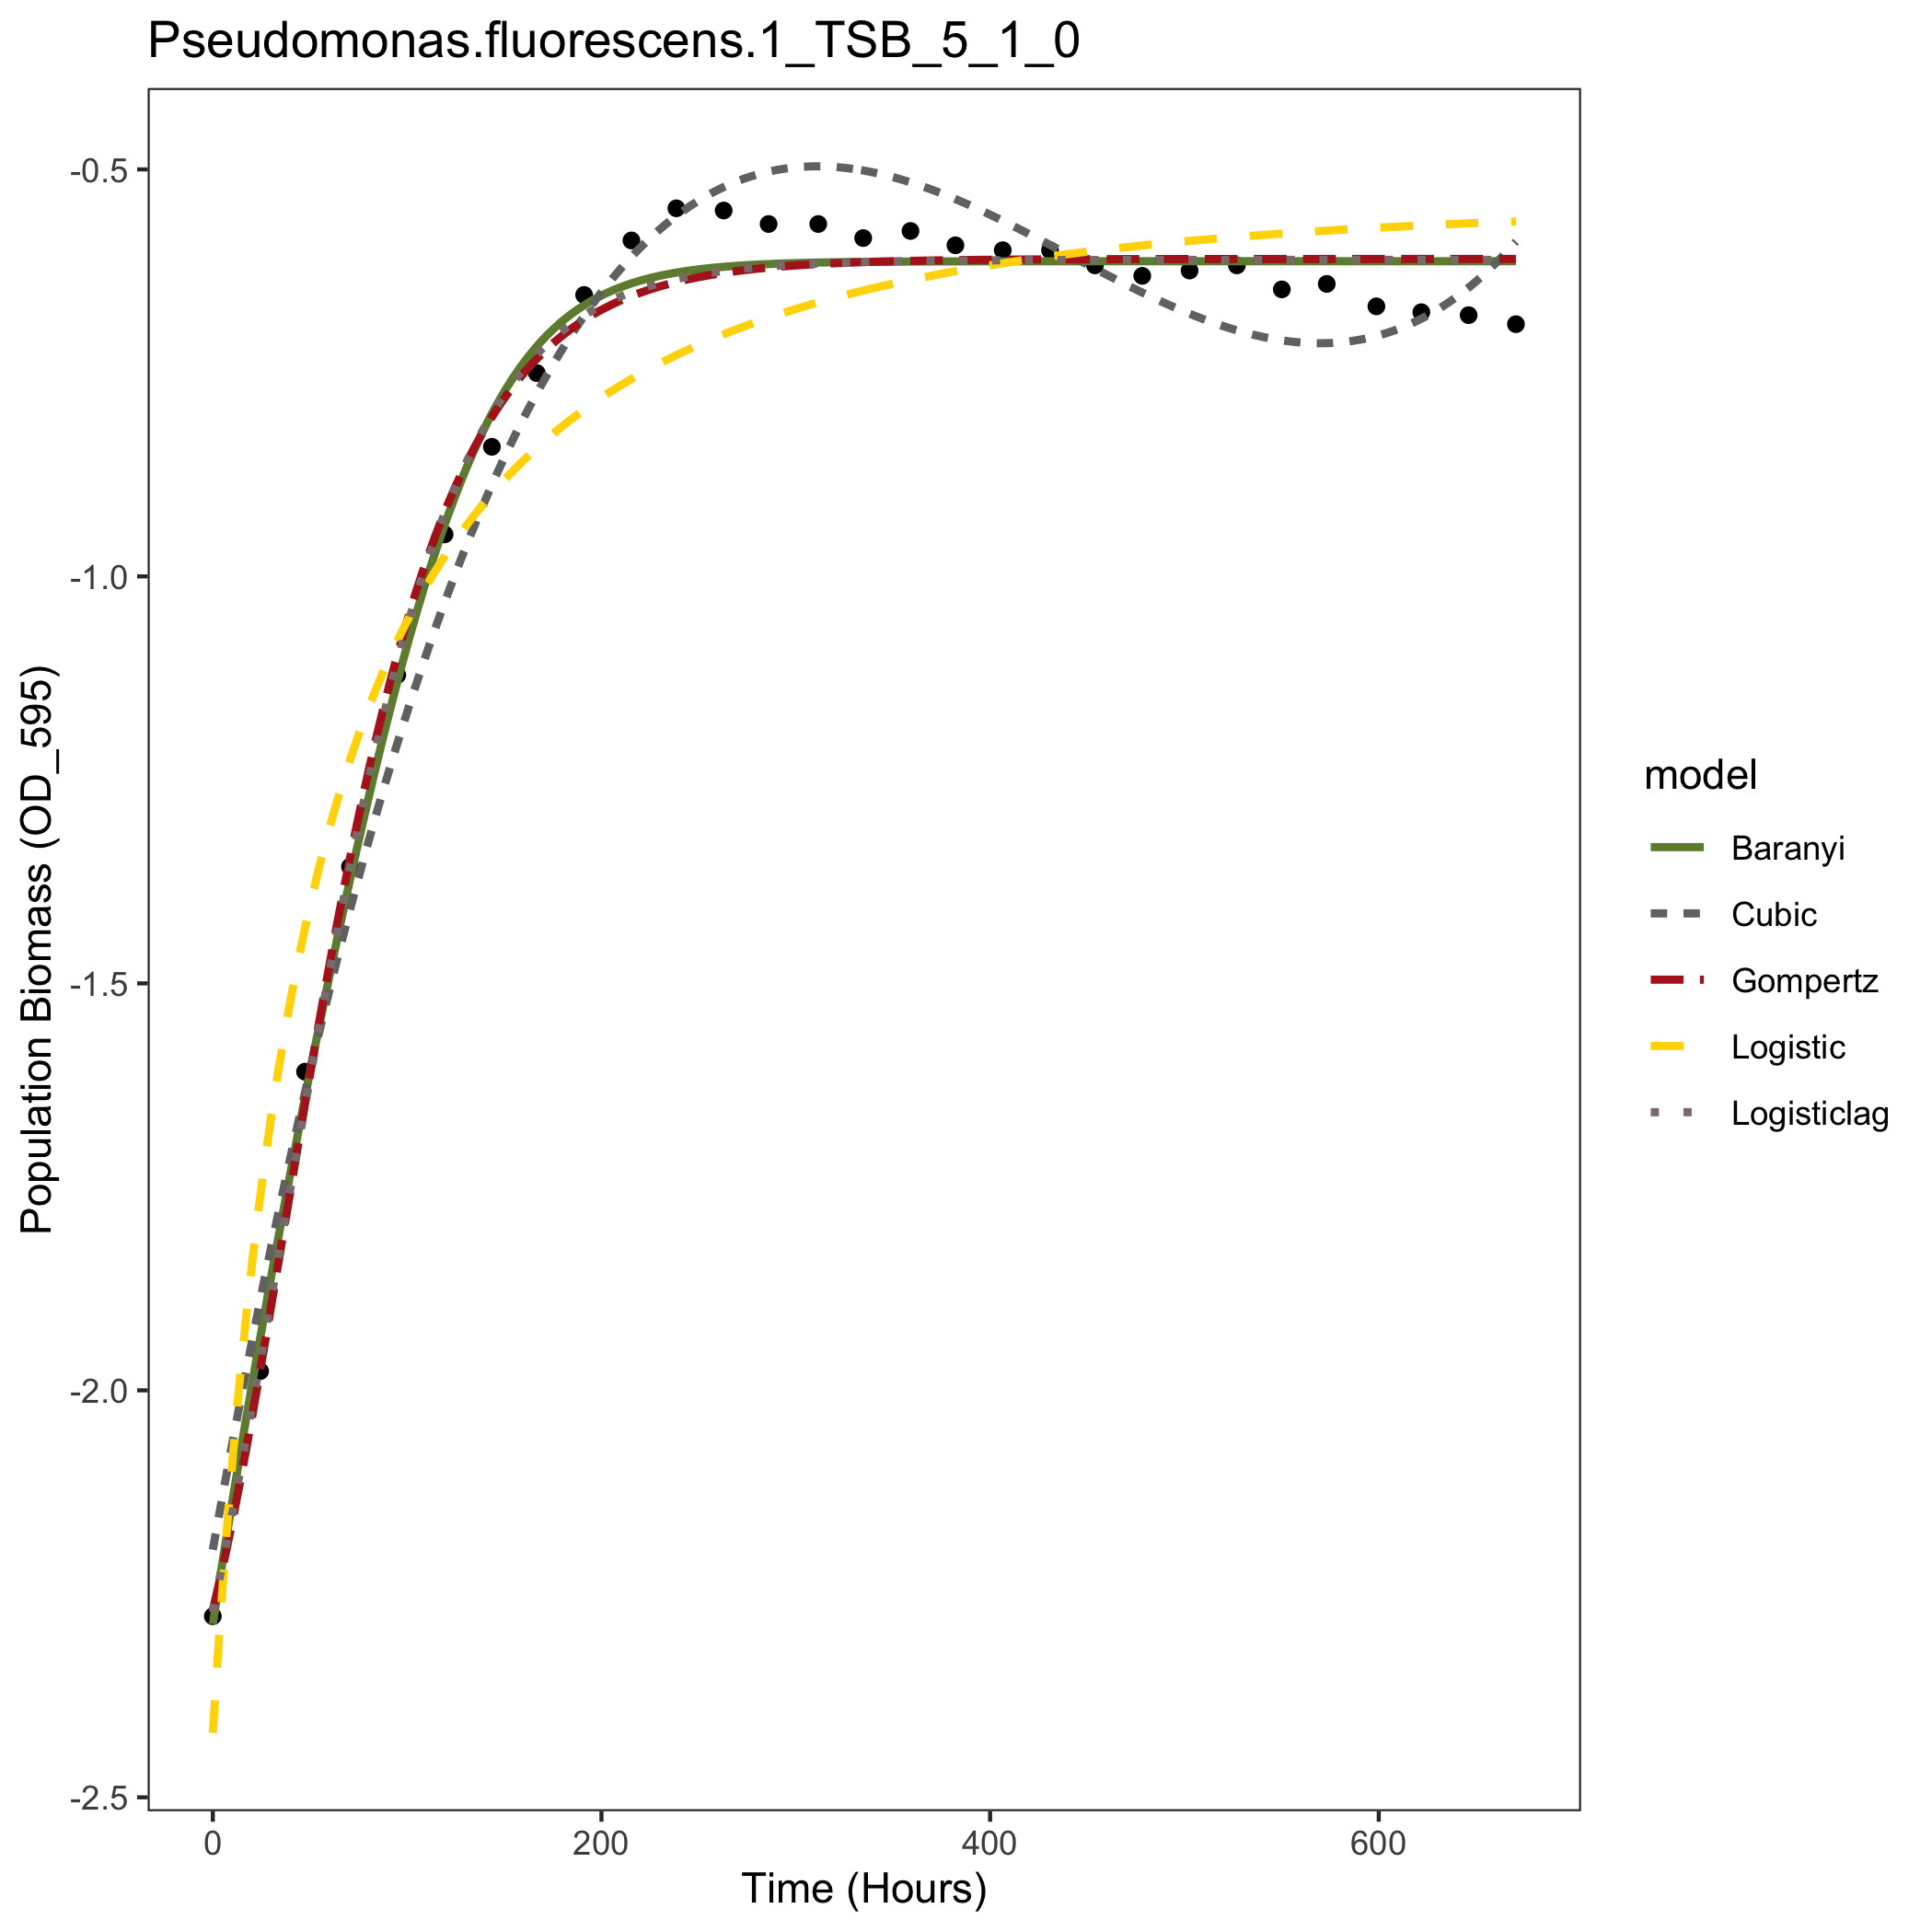 Pseudomonas.fluorescens.1_TSB_5_1_0
Population Biomass (OD_595)
-0.5
-1.0
-1.5
-2.0
-2.5
0 200 400 600
Time (Hours)
model
Baranyi
Cubic
Gompertz
Logistic
Logisticlag